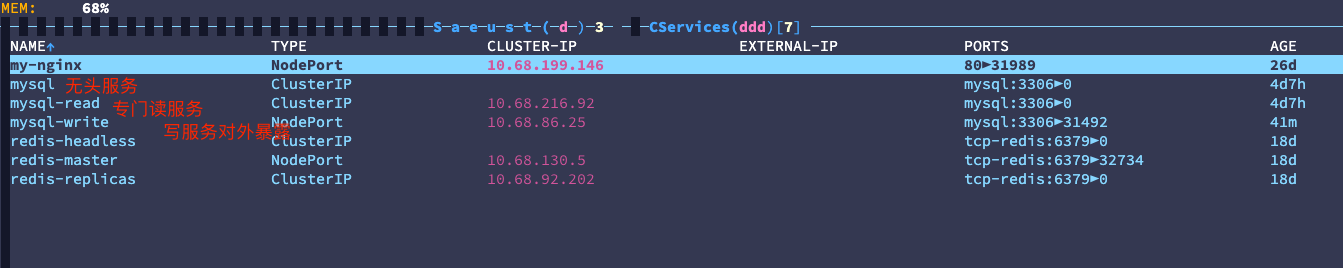 MEM: 68%
S a e u s t ( d ) 3 CServices(ddd)[7]
NAME↑ TYPE CLUSTER-IP EXTERNAL-IP PORTS AGE
my-nginx NodePort 10.68.199.146 80►31989 26d
mysql 无头服务 ClusterIP mysql:3306►0 4d7h
mysql-read 专门读服务 ClusterIP 10.68.216.92 mysql:3306►0 4d7h
mysql-write 写服务对外暴露 NodePort 10.68.86.25 mysql:3306►31492 41m
redis-headless ClusterIP tcp-redis:6379►0 18d
redis-master NodePort 10.68.130.5 tcp-redis:6379►32734 18d
redis-replicas ClusterIP 10.68.92.202 tcp-redis:6379►0 18d